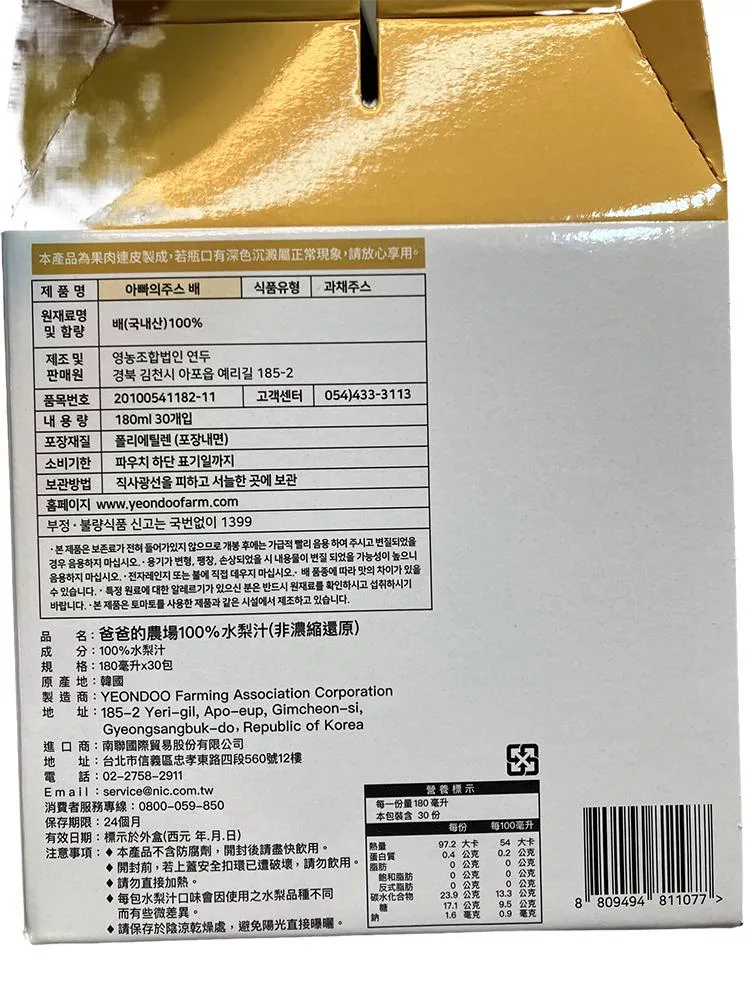 本產品為果肉連皮製成,若瓶口有深色沉澱屬正常現象,請放心享用。
제 품 명 아빠의주스 배 식품유형 과채주스
원재료명 및 함량 배(국내산)100%
제조 및 판매원 영농조합법인 연두
경북 김천시 아포읍 예리길 185-2
품목번호 20100541182-11 고객센터 054)433-3113
내 용 량 180ml 30개입
포장재질 폴리에틸렌 (포장내면)
소비기한 파우치 하단 표기일까지
보관방법 직사광선을 피하고 서늘한 곳에 보관
홈페이지 www.yeondoofarm.com
부정·불량식품 신고는 국번없이 1399
·본 제품은 보존료가 전혀 들어가있지 않으므로 개봉 후에는 가급적 빨리 음용 하여 주시고 변질되었을
경우 음용하지 마십시오.·용기가 변형, 팽창, 손상되었을 시 내용물이 변질 되었을 가능성이 높으니
음용하지 마십시오.·전자레인지 또는 불에 직접 데우지 마십시오.·배 품종에 따라 맛의 차이가 있을
수 있습니다.·특정 원료에 대한 알레르기가 있으신 분은 반드시 원재료를 확인하시고 섭취하시기
바랍니다.·본 제품은 토마토를 사용한 제품과 같은 시설에서 제조하고 있습니다.
品 名:爸爸的農場100%水梨汁(非濃縮還原)
成 分:100%水梨汁
規 格:180毫升x30包
原 產 地:韓國
製 造 商:YEONDOO Farming Association Corporation
地 址:185-2 Yeri-gil, Apo-eup, Gimcheon-si,
Gyeongsangbuk-do, Republic of Korea
進 口 商:南聯國際貿易股份有限公司
地 址:台北市信義區忠孝東路四段560號12樓
電 話:02-2758-2911
Email:service@nic.com.tw
消費者服務專線:0800-059-850
保存期限:24個月
有效日期:標示於外盒(西元 年.月.日)
注意事項:◆本產品不含防腐劑,開封後請盡快飲用。
◆開封前,若上蓋安全扣環已遭破壞,請勿飲用。
◆請勿直接加熱。
◆每包水梨汁口味會因使用之水梨品種不同
而有些微差異。
◆請保存於陰涼乾燥處,避免陽光直接曝曬。
營養標示
每一份量 180 毫升
本包裝含 30 份
每份 每100毫升
熱量 97.2 大卡 54 大卡
蛋白質 0.4 公克 0.2 公克
脂肪 0 公克 0 公克
飽和脂肪 0 公克 0 公克
反式脂肪 0 公克 0 公克
碳水化合物 23.9 公克 13.3 公克
糖 17.1 公克 9.5 公克
鈉 1.6 毫克 0.9 毫克
8 809494 811077 >